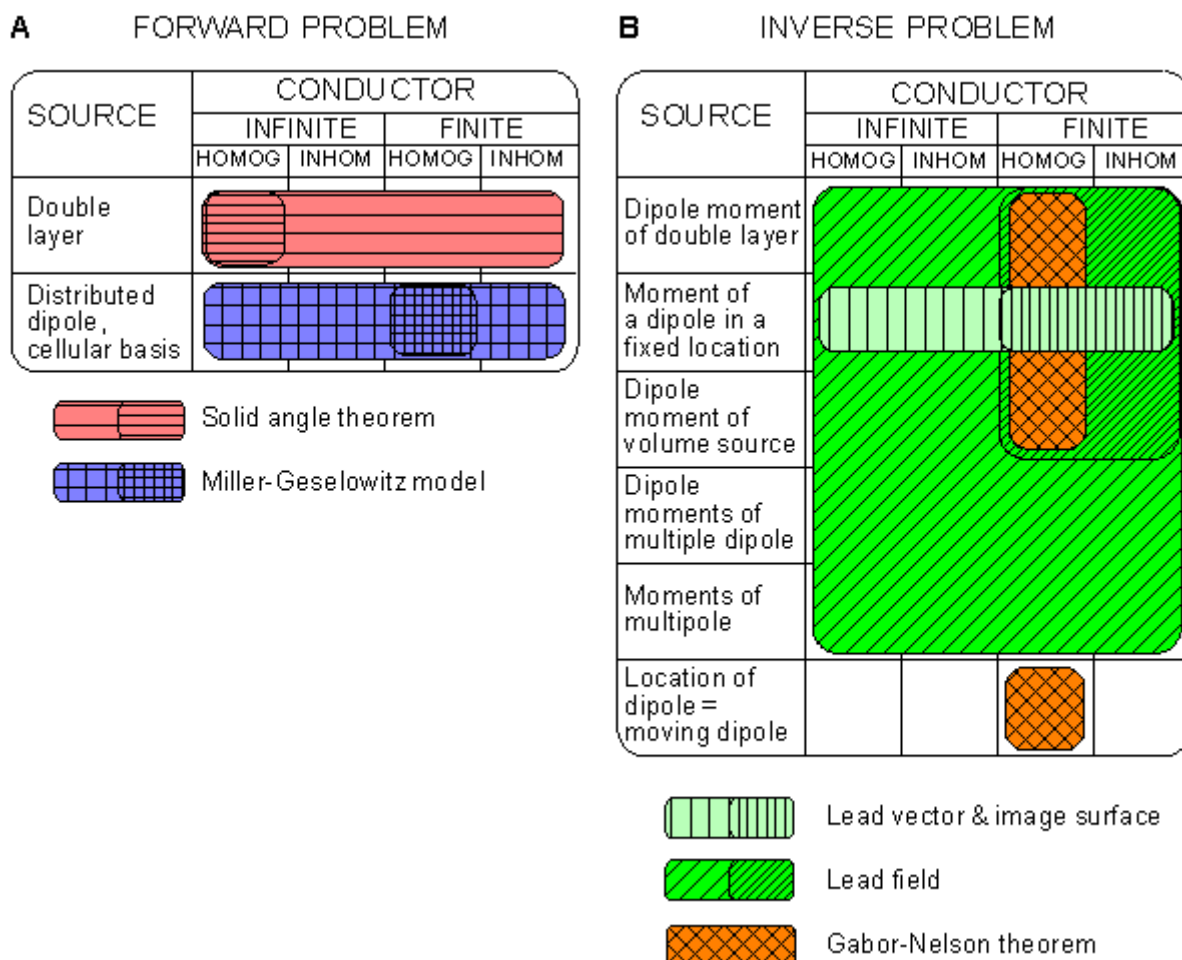 A FORWARD PROBLEM
SOURCE
CONDUCTOR
INFINITE FINITE
HOMOG INHOM HOMOG INHOM
Double
layer
Distributed
dipole,
cellular basis
Solid angle theorem
Miller-Geselowitz model
B INVERSE PROBLEM
SOURCE
CONDUCTOR
INFINITE FINITE
HOMOG INHOM HOMOG INHOM
Dipole moment
of double layer
Moment of
a dipole in a
fixed location
Dipole
moment of
volume source
Dipole
moments of
multiple dipole
Moments of
multipole
Location of
dipole =
moving dipole
Lead vector & image surface
Lead field
Gabor-Nelson theorem